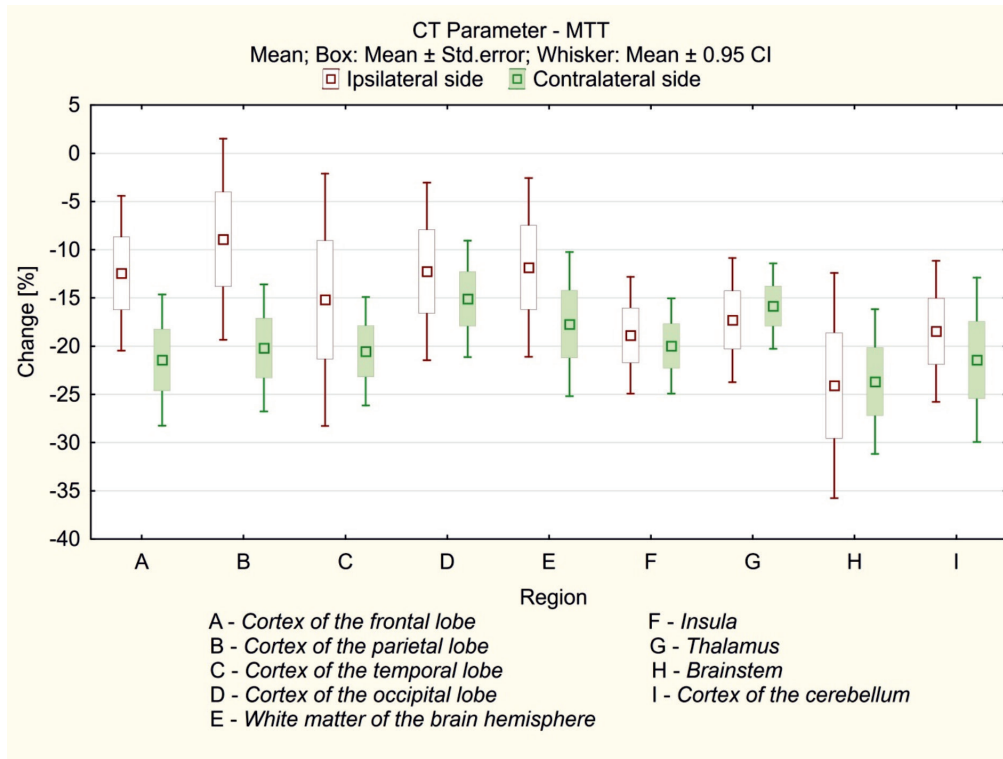 CT Parameter - MTT
Mean; Box: Mean ± Std.error; Whisker: Mean ± 0.95 CI
Ipsilateral side Contralateral side
5
0
-5
-10
-15
-20
-25
-30
-35
-40
Change [%]
A B C D E F G H I
Region
A - Cortex of the frontal lobe
B - Cortex of the parietal lobe
C - Cortex of the temporal lobe
D - Cortex of the occipital lobe
E - White matter of the brain hemisphere
F - Insula
G - Thalamus
H - Brainstem
I - Cortex of the cerebellum